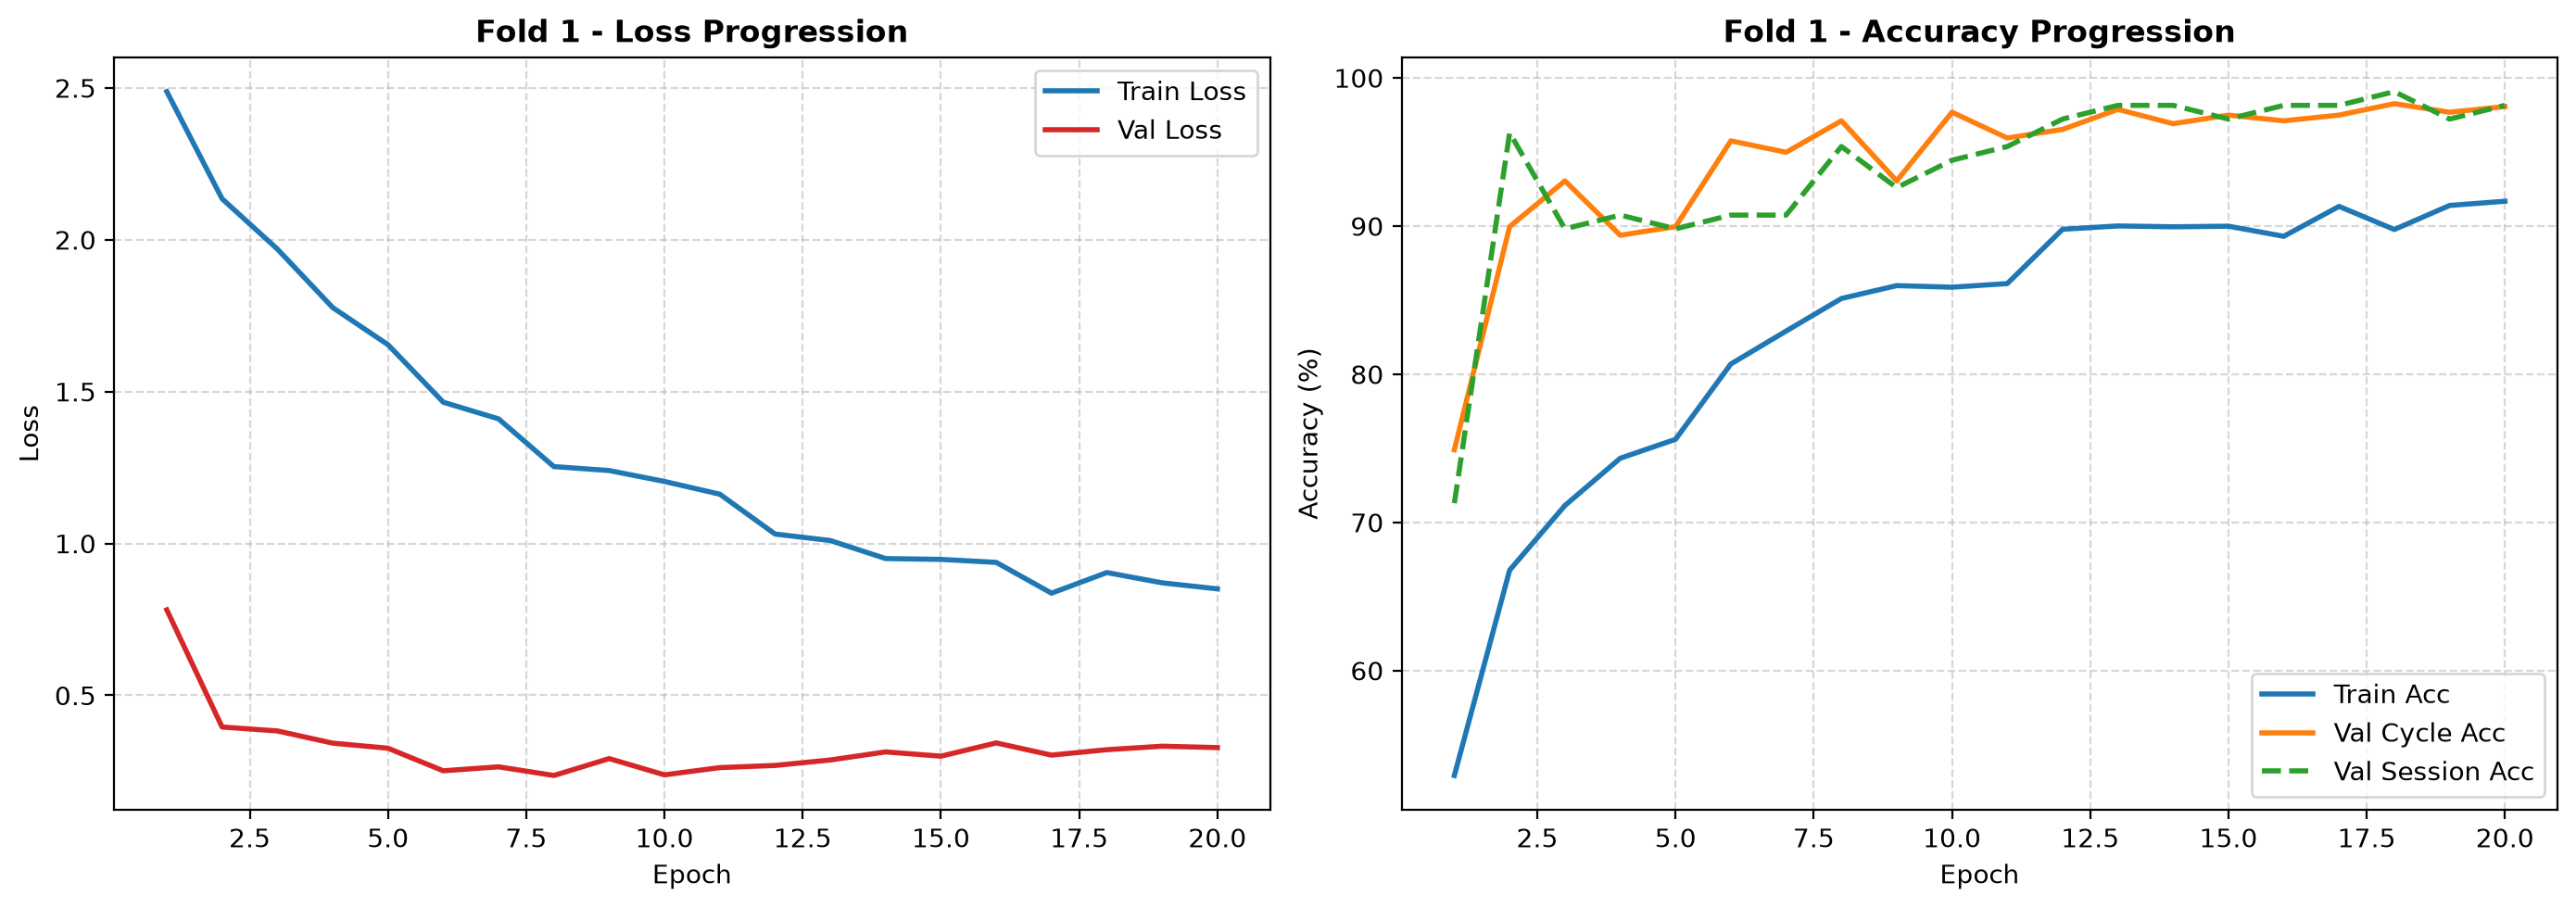 Fold 1 - Loss Progression
2.5
2.0
1.5
1.0
0.5
Loss
Train Loss
Val Loss
2.5 5.0 7.5 10.0 12.5 15.0 17.5 20.0
Epoch
Fold 1 - Accuracy Progression
100
90
80
70
60
Accuracy (%)
Train Acc
Val Cycle Acc
Val Session Acc
2.5 5.0 7.5 10.0 12.5 15.0 17.5 20.0
Epoch